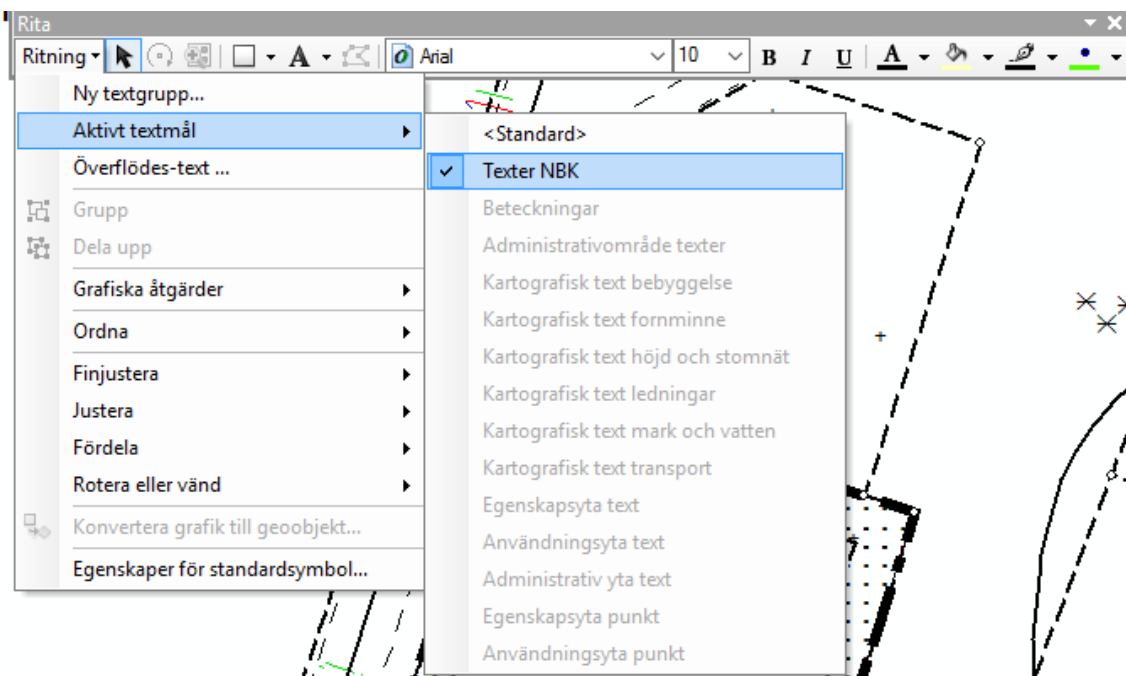 Rita
Ritning Arial 10 B I U A
Ny textgrupp...
Aktivt textmål
Överflödes-text ...
Grupp
Dela upp
Grafiska åtgärder
Ordna
Finjustera
Justera
Fördela
Rotera eller vänd
Konvertera grafik till geoobjekt...
Egenskaper för standardsymbol...
<Standard>
Texter NBK
Beteckningar
Administrativområde texter
Kartografisk text bebyggelse
Kartografisk text fornminne
Kartografisk text höjd och stomnät
Kartografisk text ledningar
Kartografisk text mark och vatten
Kartografisk text transport
Egenskapsyta text
Användningsyta text
Administrativ yta text
Egenskapsyta punkt
Användningsyta punkt